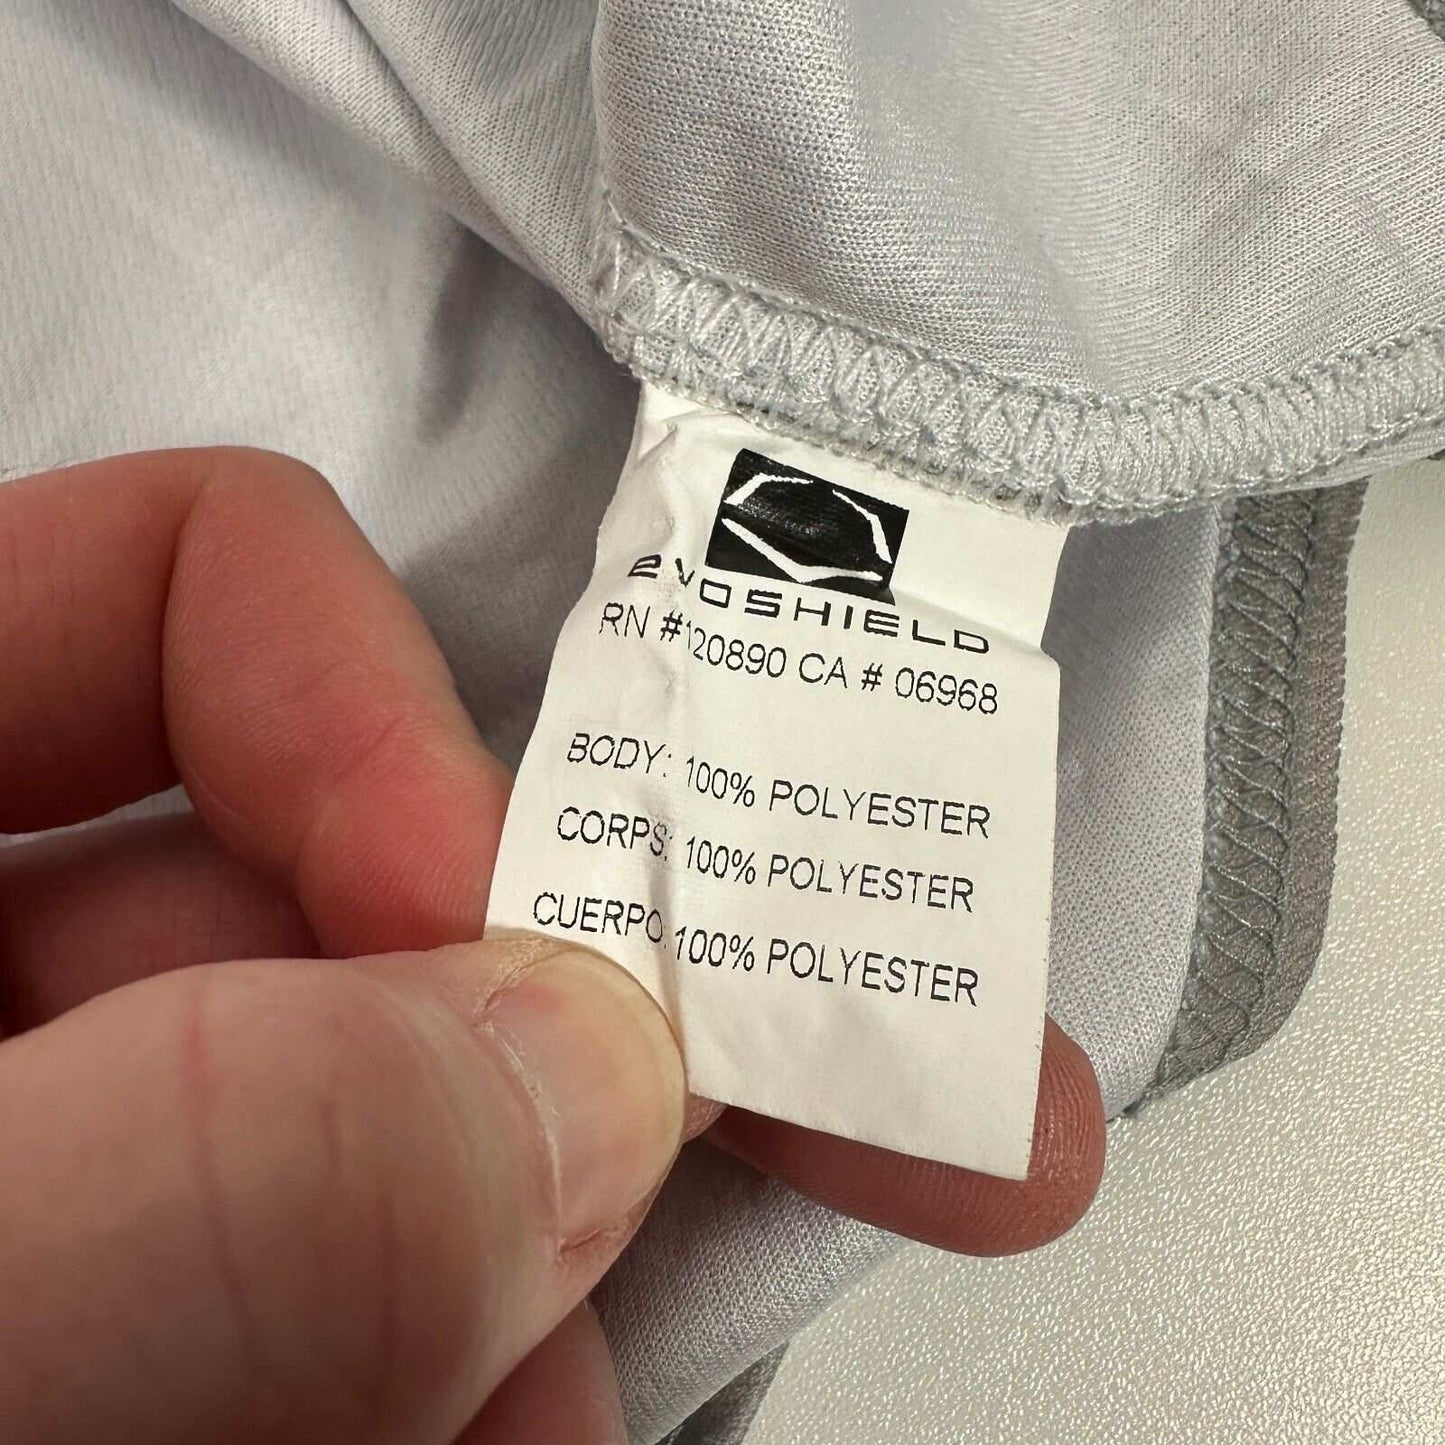 evoSHIELD
RN #120890 CA # 06968
BODY: 100% POLYESTER
CORPS: 100% POLYESTER
CUERPO: 100% POLYESTER